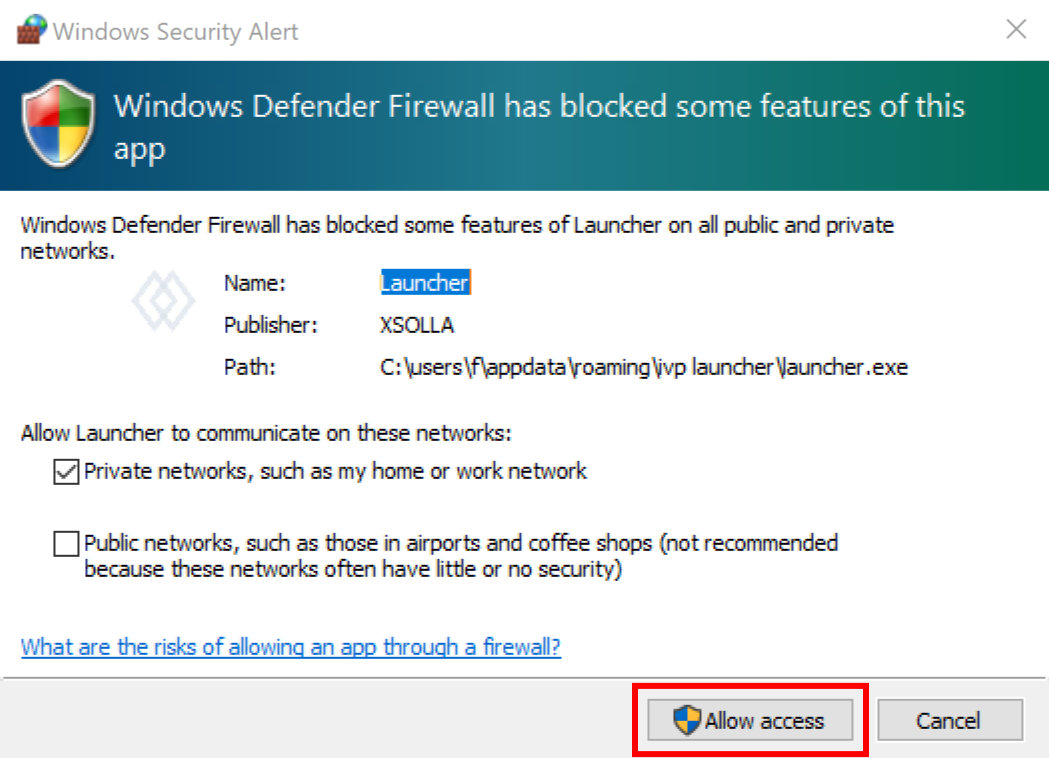 Windows Security Alert
Windows Defender Firewall has blocked some features of this
app
Windows Defender Firewall has blocked some features of Launcher on all public and private
networks.
Name: Launcher
Publisher: XSOLLA
Path: C:\users\f\appdata\roaming\ivp launcher\launcher.exe
Allow Launcher to communicate on these networks:
Private networks, such as my home or work network
Public networks, such as those in airports and coffee shops (not recommended
because these networks often have little or no security)
What are the risks of allowing an app through a firewall?
Allow access Cancel